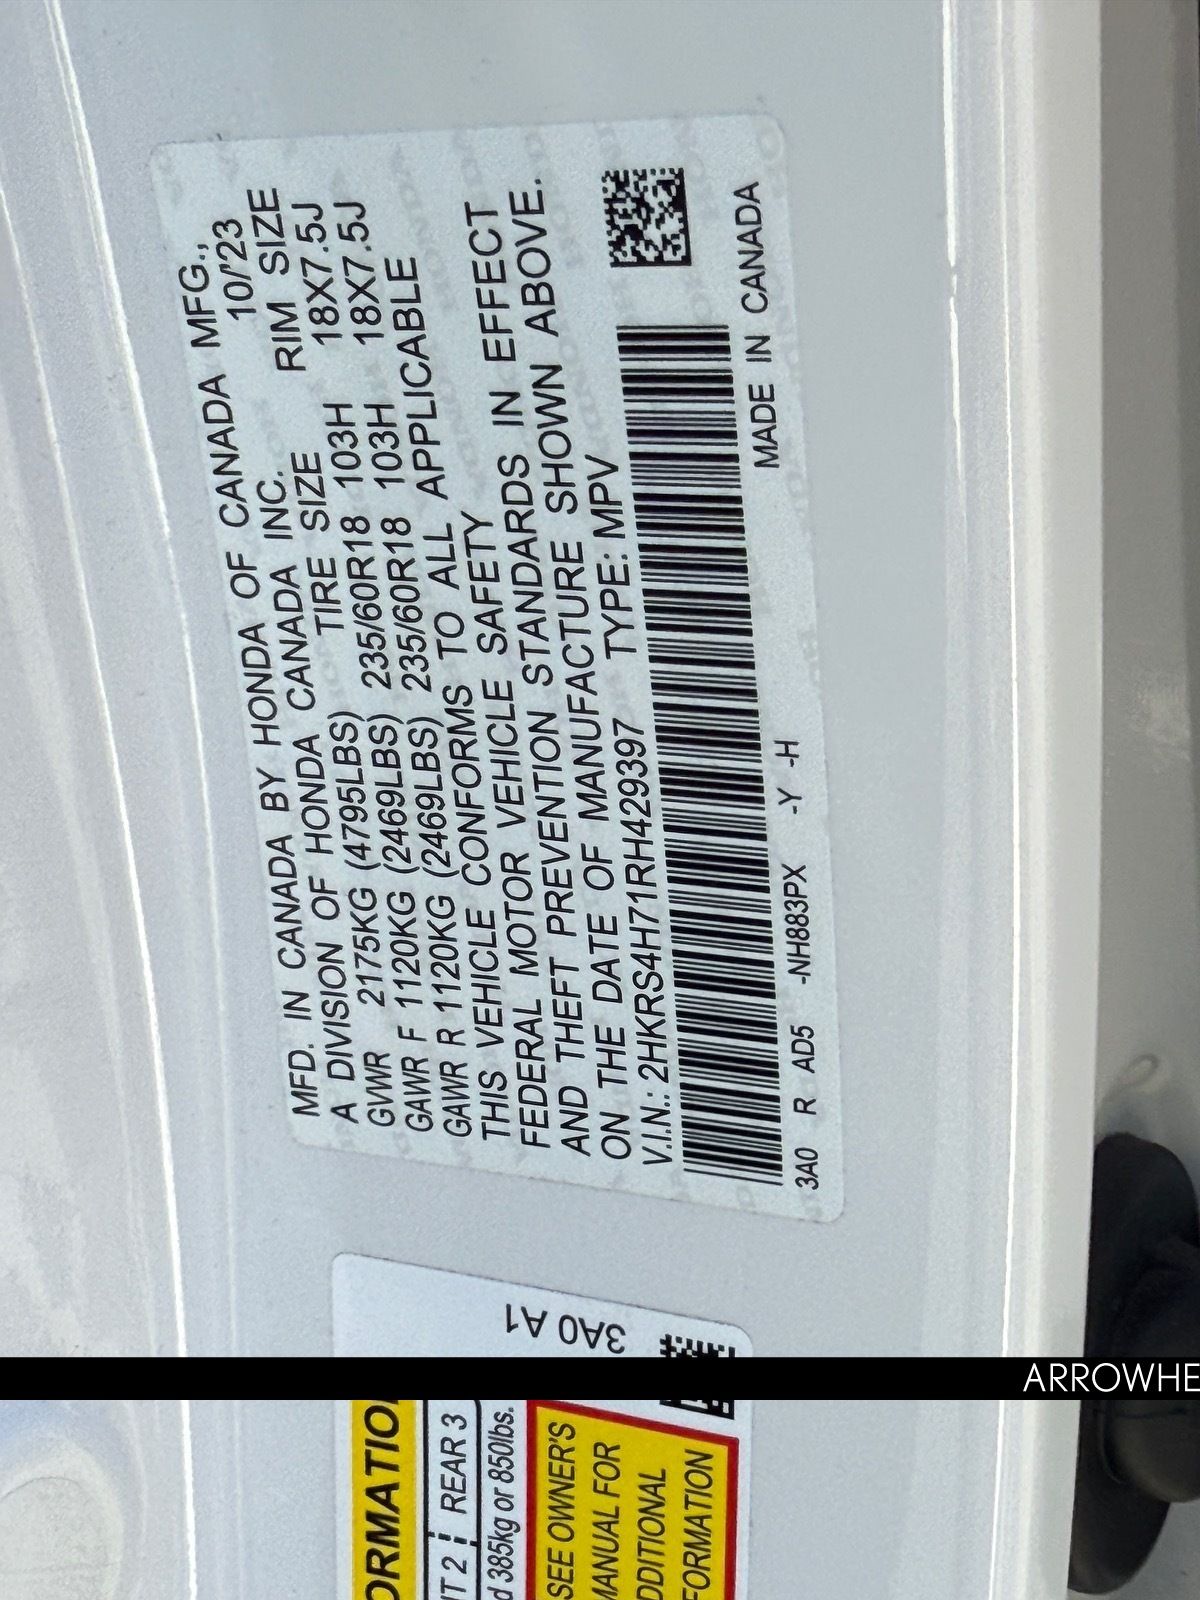 MFD. IN CANADA BY HONDA OF CANADA MFG.,
A DIVISION OF HONDA CANADA INC. 10/'23
GVWR 2175KG (4795LBS) TIRE SIZE RIM SIZE
GAWR F 1120KG (2469LBS) 235/60R18 103H 18X7.5J
GAWR R 1120KG (2469LBS) 235/60R18 103H 18X7.5J
THIS VEHICLE CONFORMS TO ALL APPLICABLE
FEDERAL MOTOR VEHICLE SAFETY
AND THEFT PREVENTION STANDARDS IN EFFECT
ON THE DATE OF MANUFACTURE SHOWN ABOVE.
V.I.N.: 2HKRS4H71RH429397 TYPE: MPV
3A0 R AD5 -NH883PX -Y -H MADE IN CANADA
3A0 A1
ARROWHE
ORMATIO
T 2 REAR 3
d 385kg or 850lbs.
SEE OWNER'S
MANUAL FOR
DDITIONAL
FORMATION